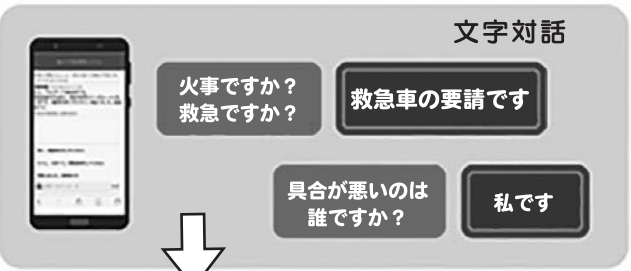 文字対話
火事ですか？
救急ですか？
救急車の要請です
具合が悪いのは
誰ですか？
私です